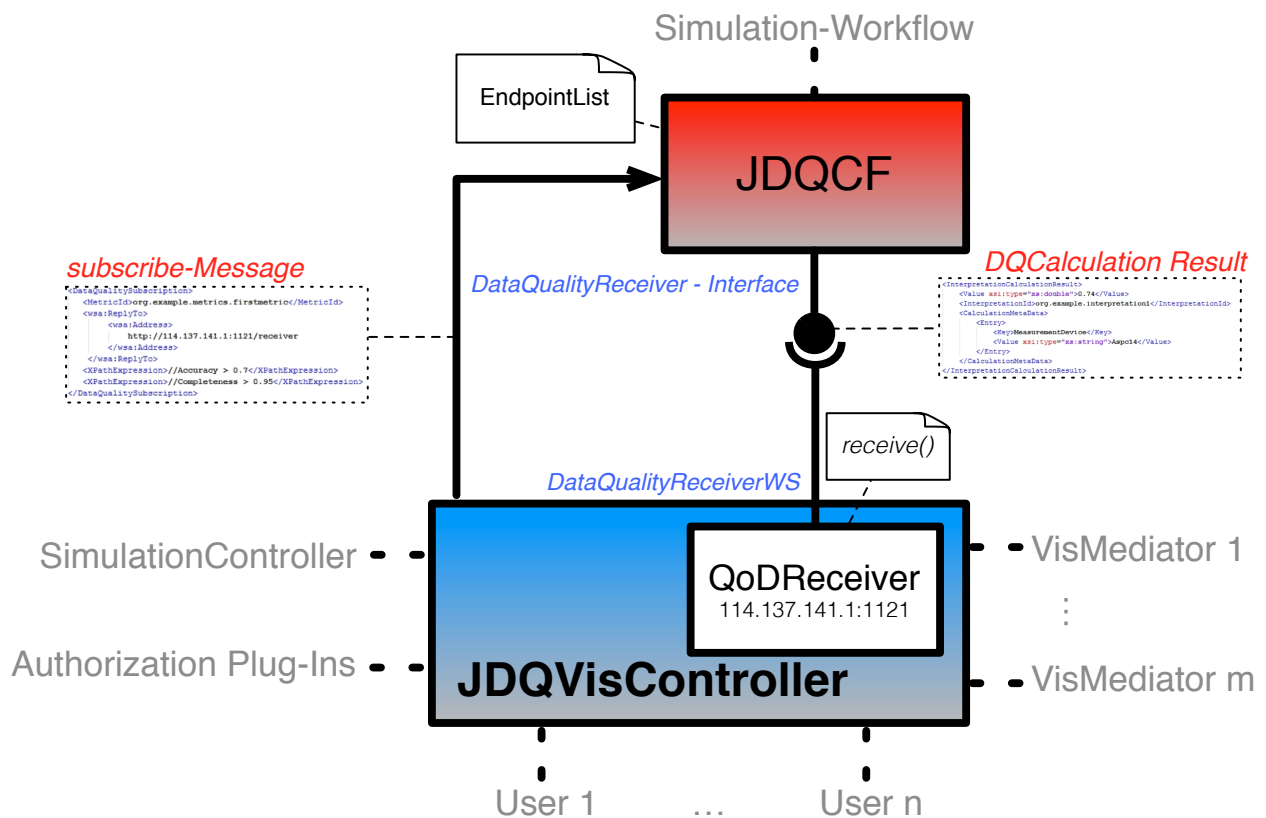 Simulation-Workflow
EndpointList
JDQCF
subscribe-Message
<DataQualitySubscription>
<MetricId>org.example.metrics.firstmetric</MetricId>
<wsa:ReplyTo>
<wsa:Address>
http://114.137.141.1:1121/receiver
</wsa:Address>
</wsa:ReplyTo>
<XPathExpression>//Accuracy > 0.7</XPathExpression>
<XPathExpression>//Completeness > 0.95</XPathExpression>
</DataQualitySubscription>
DataQualityReceiver - Interface
DQCalculation Result
<InterpretationCalculationResult>
<Value xsi:type="xs:double">0.74</Value>
<InterpretationId>org.example.interpretation1</InterpretationId>
<CalculationMetaData>
<Entry>
<Key>MeasurementDevice</Key>
<Value xsi:type="xs:string">Aspc14</Value>
</Entry>
</CalculationMetaData>
</InterpretationCalculationResult>
receive()
DataQualityReceiverWS
SimulationController
QoDReceiver
114.137.141.1:1121
VisMediator 1
⋮
Authorization Plug-Ins
JDQVisController
VisMediator m
User 1 ... User n